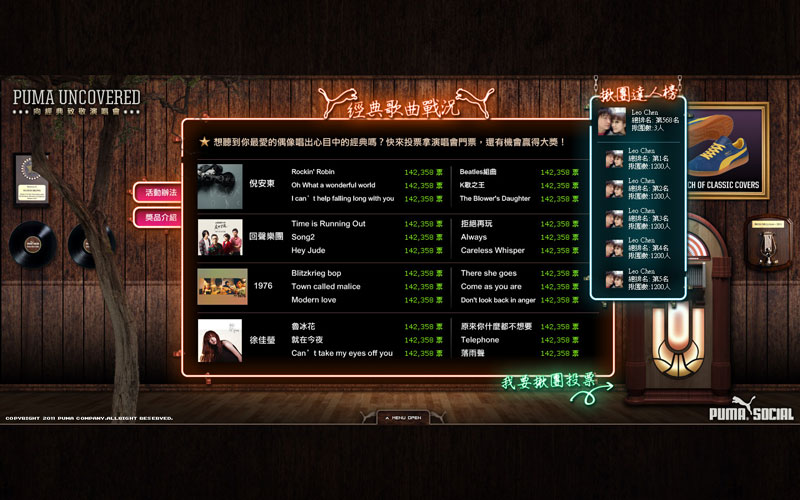 PUMA UNCOVERED
向經典致敬演唱會
經典歌曲戰況
★ 想聽到你最愛的偶像唱出心目中的經典嗎？快來投票拿演唱會門票，還有機會贏得大獎！
活動辦法
獎品介紹
倪安東
Rockin' Robin 142,358 票
Oh What a wonderful world 142,358 票
I can't help falling long with you 142,358 票
Beatles組曲 142,358 票
K歌之王 142,358 票
The Blower's Daughter 142,358 票
回聲樂團
Time is Running Out 142,358 票
Song2 142,358 票
Hey Jude 142,358 票
拒絕再玩 142,358 票
Always 142,358 票
Careless Whisper 142,358 票
1976
Blitzkrieg bop 142,358 票
Town called malice 142,358 票
Modern love 142,358 票
There she goes 142,358 票
Come as you are 142,358 票
Don't look back in anger 142,358 票
徐佳瑩
魯冰花 142,358 票
就在今夜 142,358 票
Can't take my eyes off you 142,358 票
原來你什麼都不想要 142,358 票
Telephone 142,358 票
落雨聲 142,358 票
我要揪團投票
揪團達人榜
Leo Chen
總排名: 第568名
揪團數:3人
Leo Chen
總排名: 第1名
揪團數:1200人
Leo Chen
總排名: 第2名
揪團數:1200人
Leo Chen
總排名: 第3名
揪團數:1200人
Leo Chen
總排名: 第4名
揪團數:1200人
Leo Chen
總排名: 第5名
揪團數:1200人
CH OF CLASSIC COVERS
COPYRIGHT 2011 PUMA COMPANY.ALLRIGHT RESERVED.
MENU OPEN
PUMA SOCIAL